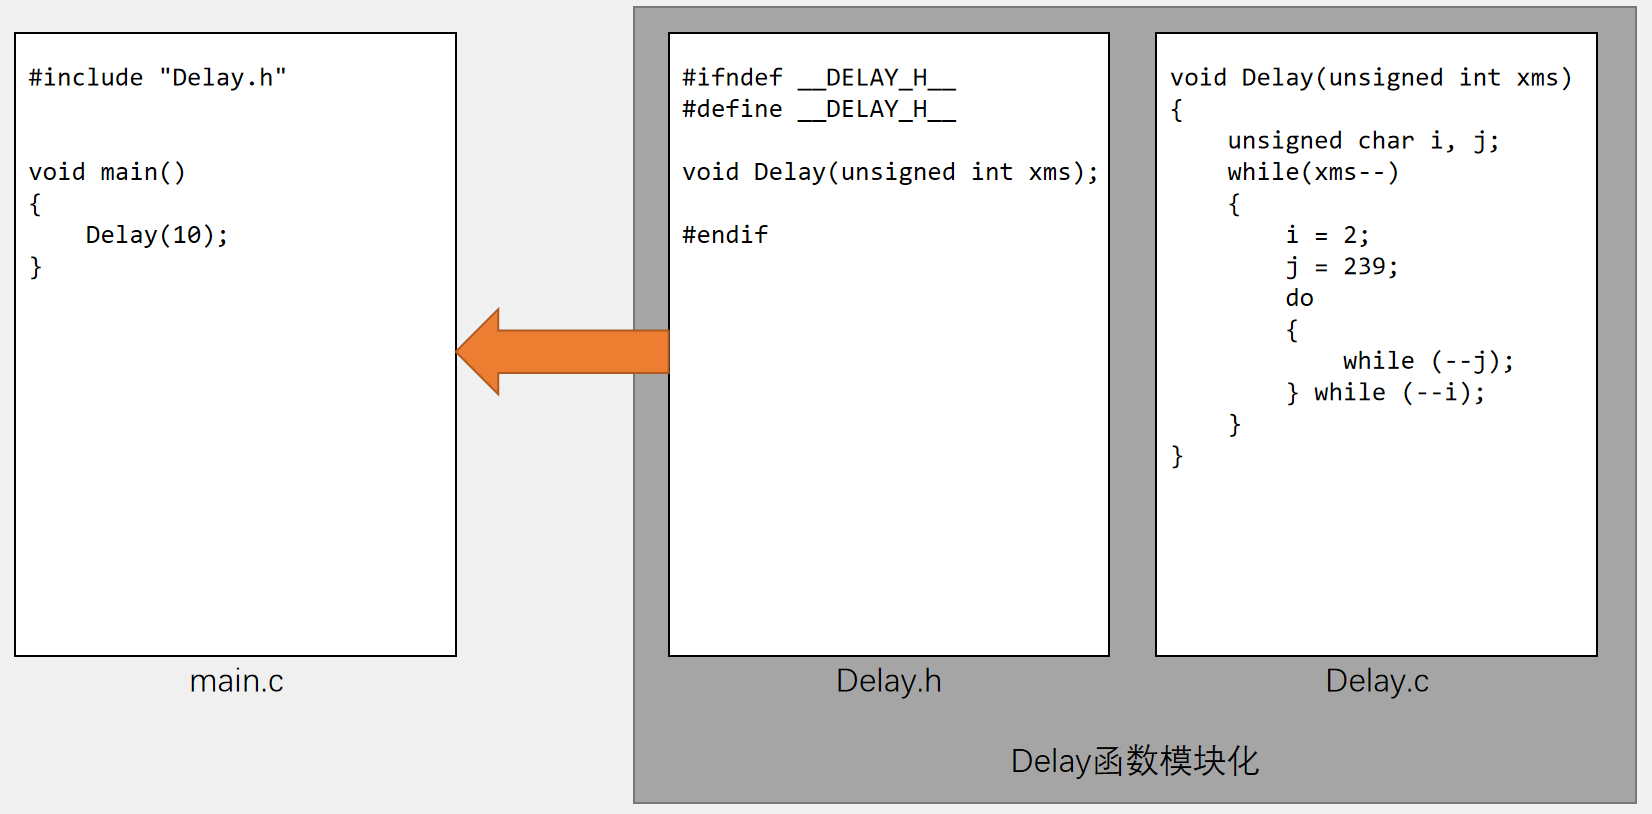 #include "Delay.h"
void main()
{
    Delay(10);
}
main.c
#ifndef __DELAY_H__
#define __DELAY_H__
void Delay(unsigned int xms);
#endif
Delay.h
void Delay(unsigned int xms)
{
    unsigned char i, j;
    while(xms--)
    {
        i = 2;
        j = 239;
        do
        {
            while (--j);
        } while (--i);
    }
}
Delay.c
Delay函数模块化